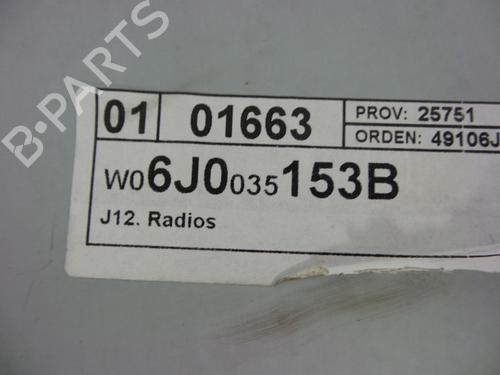 B-PARTS
01 01663 PROV: 25751
ORDEN: 49106J
W06J0035153B
J12. Radios